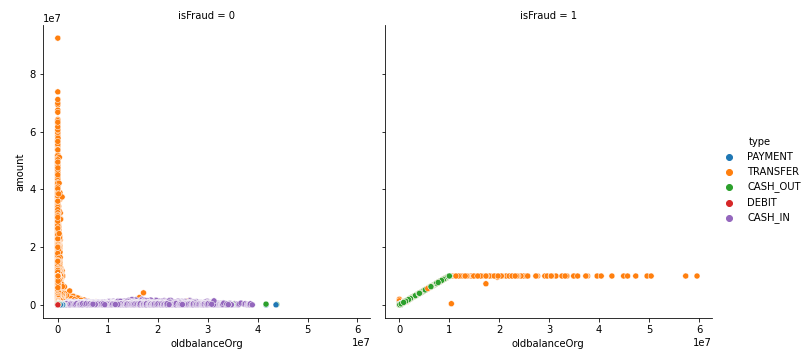 isFraud = 0
isFraud = 1
1e7
8
6
4
2
0
amount
0
1
2
3
4
5
6
1e7
oldbalanceOrg
0
1
2
3
4
5
6
1e7
oldbalanceOrg
type
PAYMENT
TRANSFER
CASH_OUT
DEBIT
CASH_IN